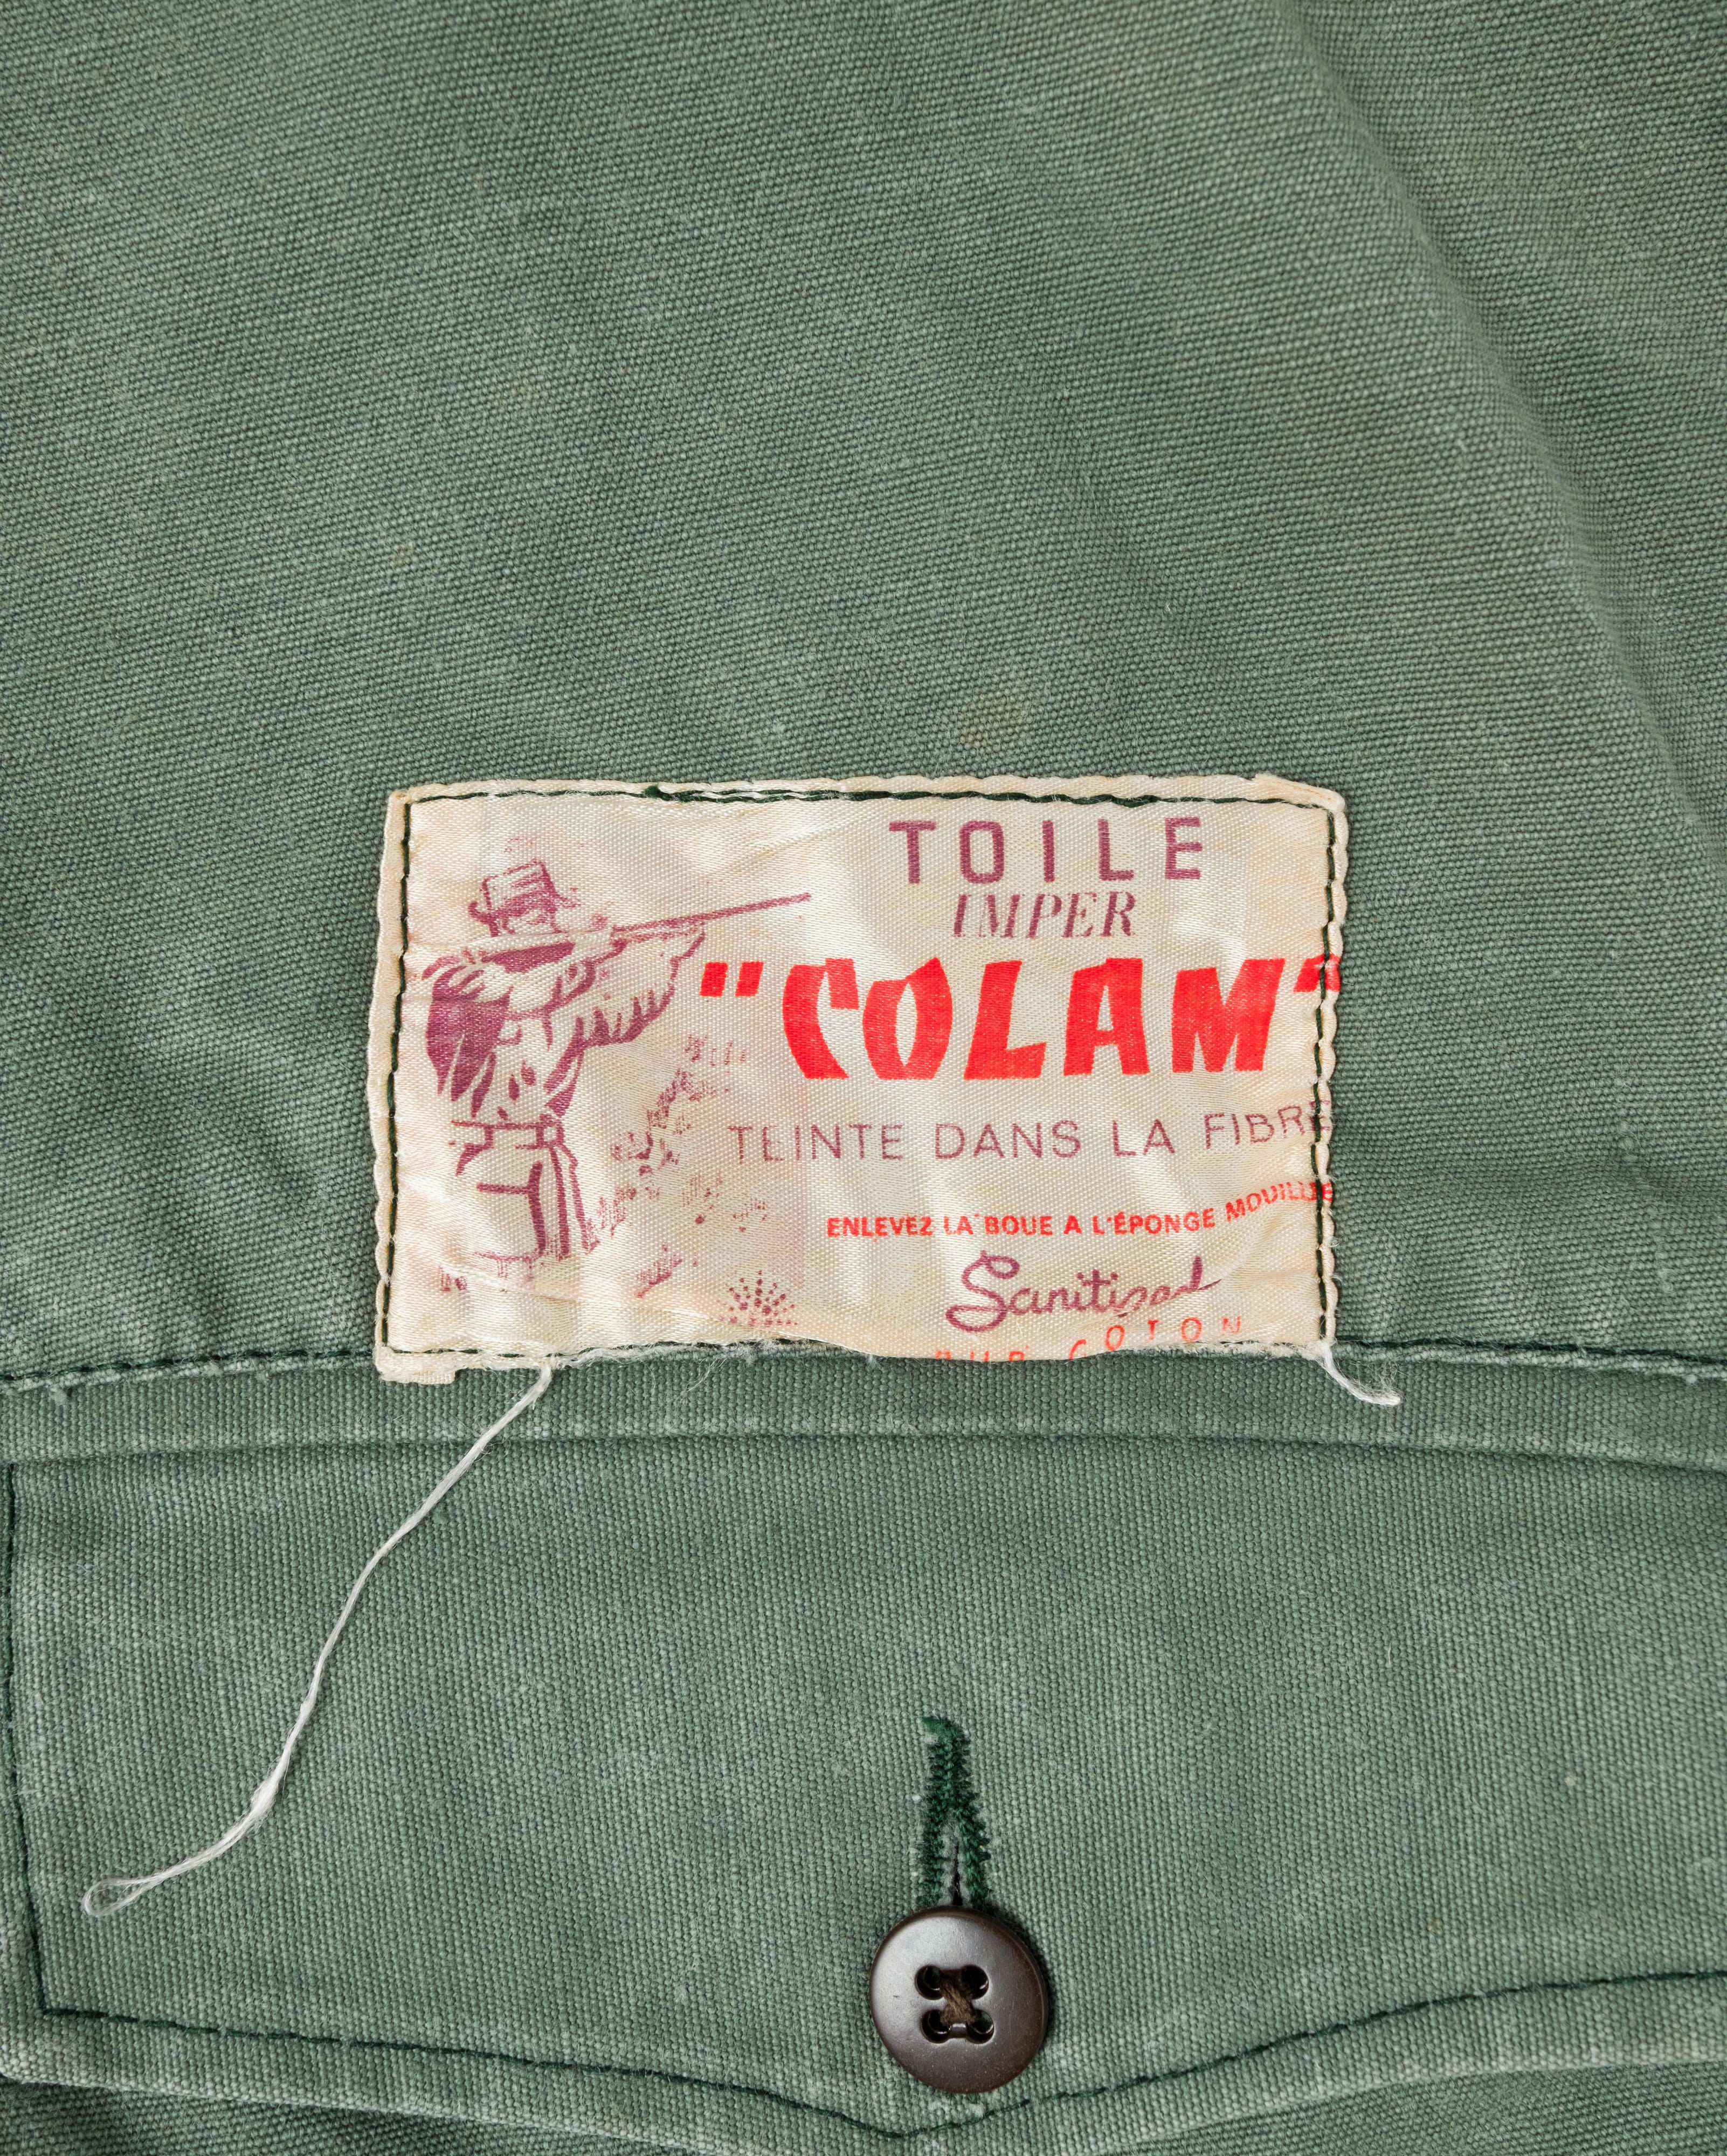 TOILE
IMPER
"COLAM"
TEINTE DANS LA FIBRE
ENLEVEZ LA BOUE A L'ÉPONGE MOUILLÉE
Sanitized
PUR COTON